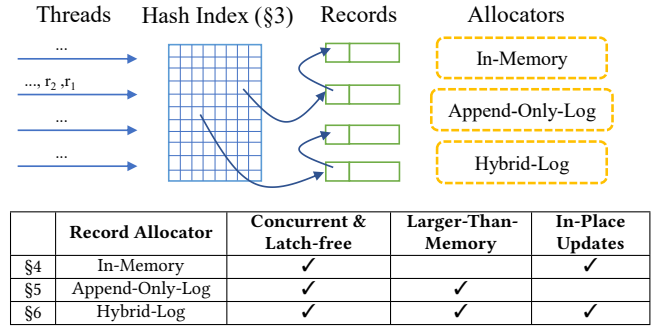 Threads Hash Index (§3) Records Allocators
...
..., r₂ ,r₁
...
...
In-Memory
Append-Only-Log
Hybrid-Log
Record Allocator Concurrent & Latch-free Larger-Than-Memory In-Place Updates
§4 In-Memory ✓ ✓
§5 Append-Only-Log ✓ ✓
§6 Hybrid-Log ✓ ✓ ✓